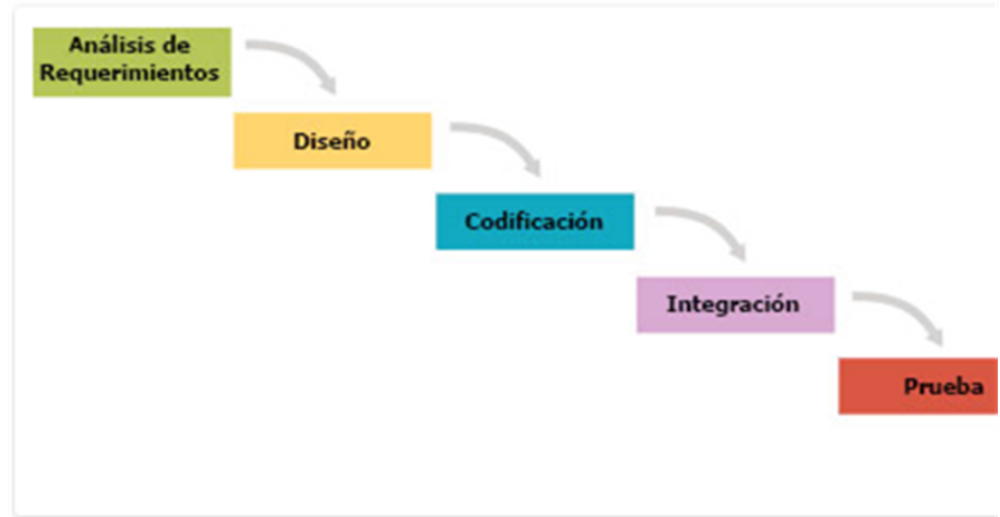 Análisis de
Requerimientos
Diseño
Codificación
Integración
Prueba